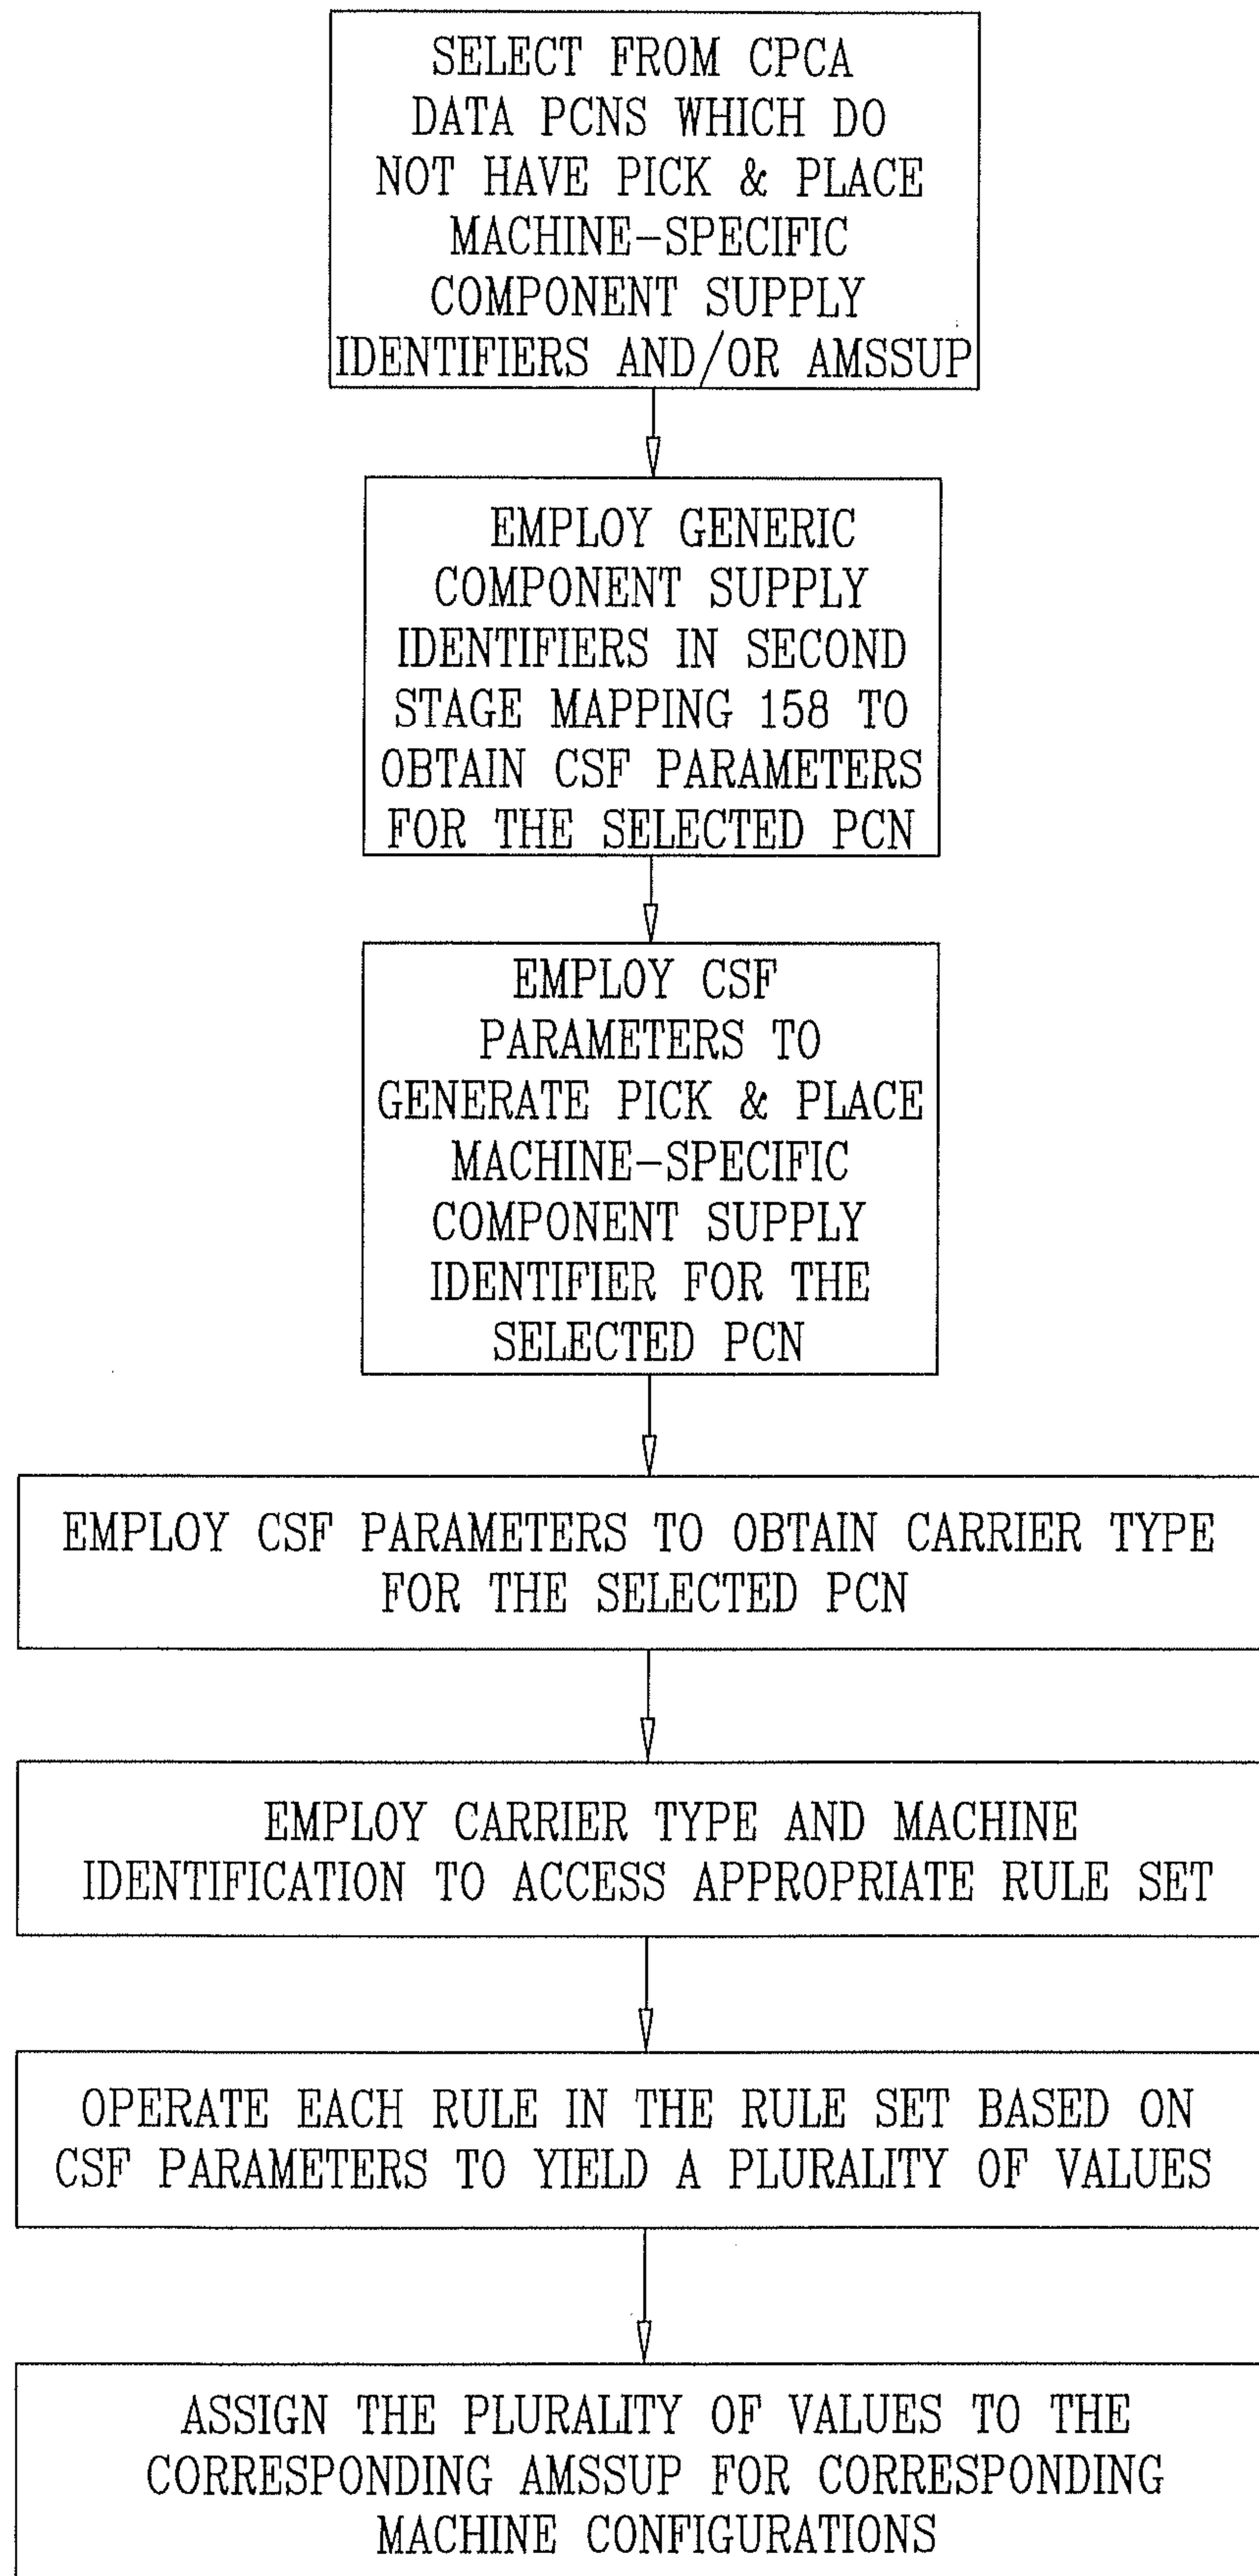 SELECT FROM CPCA
DATA PCNS WHICH DO
NOT HAVE PICK & PLACE
MACHINE-SPECIFIC
COMPONENT SUPPLY
IDENTIFIERS AND/OR AMSSUP
EMPLOY GENERIC
COMPONENT SUPPLY
IDENTIFIERS IN SECOND
STAGE MAPPING 158 TO
OBTAIN CSF PARAMETERS
FOR THE SELECTED PCN
EMPLOY CSF
PARAMETERS TO
GENERATE PICK & PLACE
MACHINE-SPECIFIC
COMPONENT SUPPLY
IDENTIFIER FOR THE
SELECTED PCN
EMPLOY CSF PARAMETERS TO OBTAIN CARRIER TYPE
FOR THE SELECTED PCN
EMPLOY CARRIER TYPE AND MACHINE
IDENTIFICATION TO ACCESS APPROPRIATE RULE SET
OPERATE EACH RULE IN THE RULE SET BASED ON
CSF PARAMETERS TO YIELD A PLURALITY OF VALUES
ASSIGN THE PLURALITY OF VALUES TO THE
CORRESPONDING AMSSUP FOR CORRESPONDING
MACHINE CONFIGURATIONS